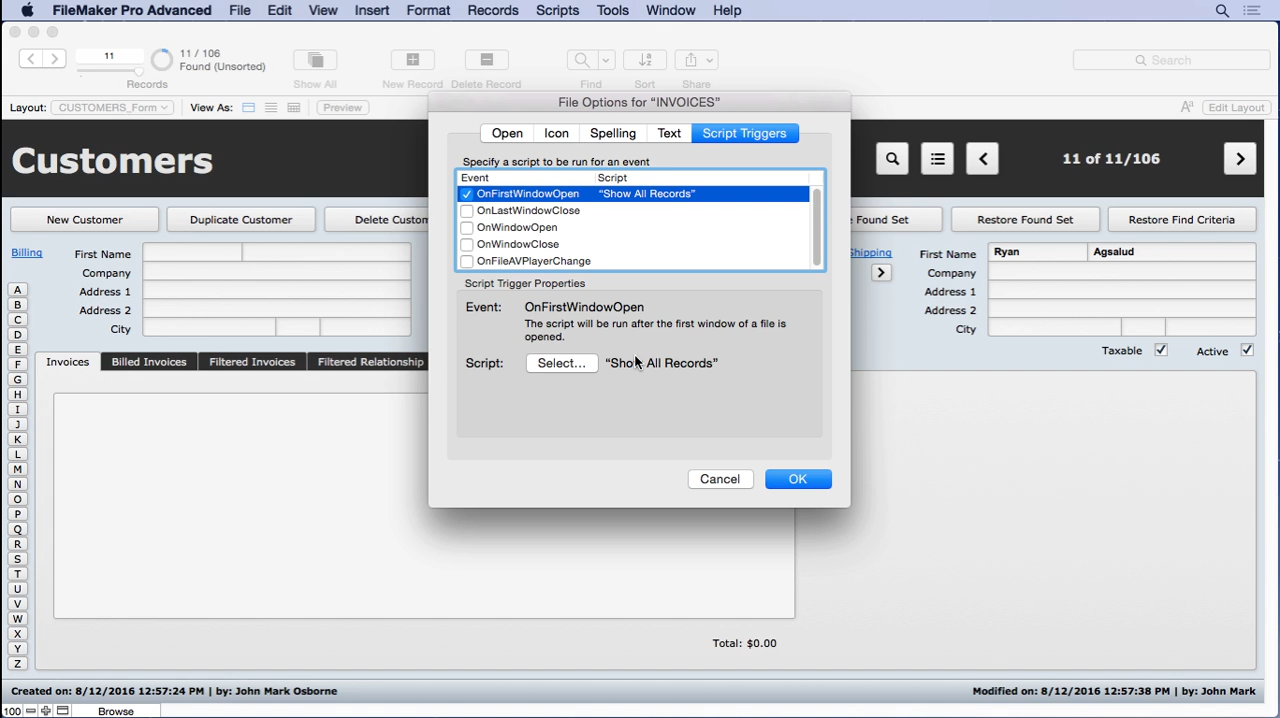 FileMaker Pro Advanced File Edit View Insert Format Records Scripts Tools Window Help
11
11 / 106
Found (Unsorted)
Records
Show All
New Record
Delete Record
Find
Sort
Share
Search
Layout: CUSTOMERS_Form View As: Preview
Aª Edit Layout
File Options for “INVOICES”
Open Icon Spelling Text Script Triggers
Specify a script to be run for an event
Event Script
OnFirstWindowOpen “Show All Records”
OnLastWindowClose
OnWindowOpen
OnWindowClose
OnFileAVPlayerChange
Script Trigger Properties
Event: OnFirstWindowOpen
The script will be run after the first window of a file is
opened.
Script: Select... “Show All Records”
Cancel OK
Customers
11 of 11/106
New Customer Duplicate Customer Delete Custom
e Found Set Restore Found Set Restore Find Criteria
Billing First Name
Company
Address 1
Address 2
City
Shipping First Name Ryan Agsalud
Company
Address 1
Address 2
City
Taxable Active
A
B
C
D
E
F
G
H
I
J
K
L
M
N
O
P
Q
R
S
T
U
V
W
X
Y
Z
Invoices Billed Invoices Filtered Invoices Filtered Relationship
Total: $0.00
Created on: 8/12/2016 12:57:24 PM | by: John Mark Osborne
Modified on: 8/12/2016 12:57:38 PM | by: John Mark
100 Browse